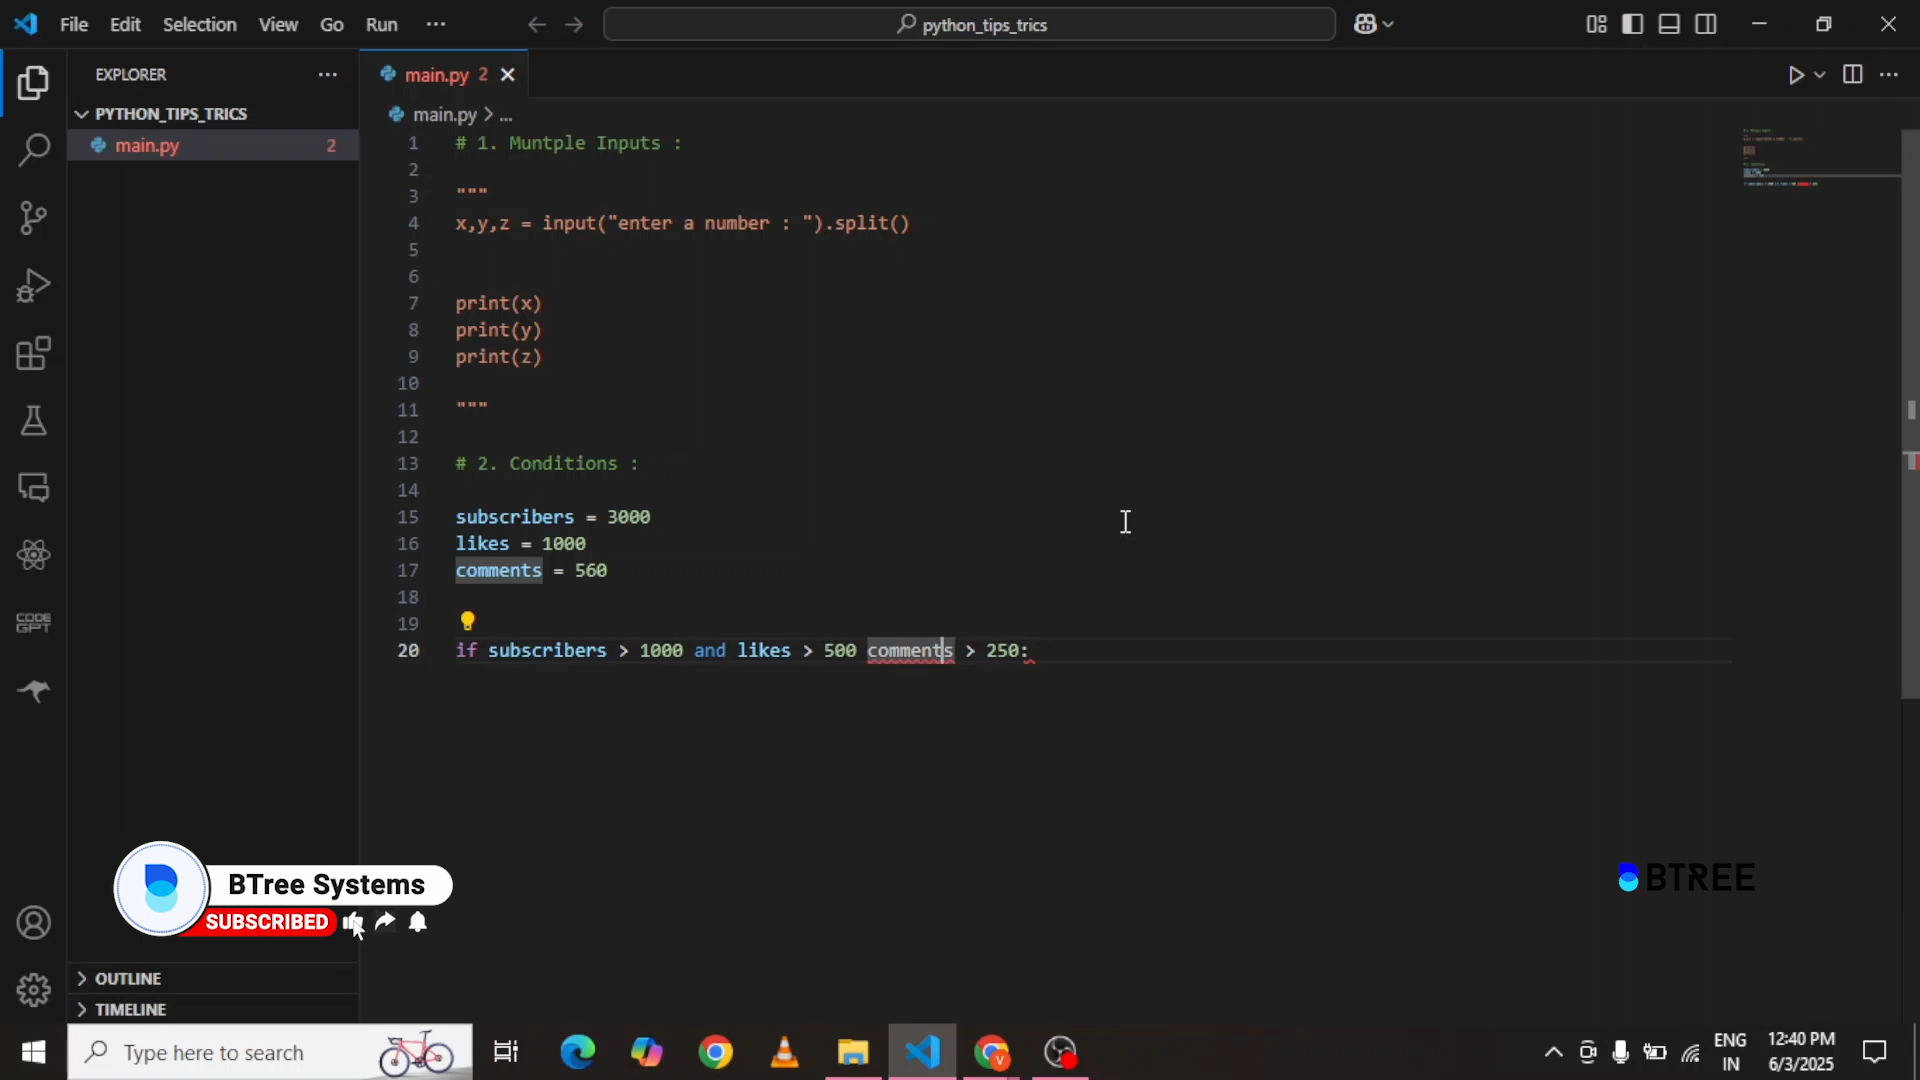 File Edit Selection View Go Run ...
python_tips_trics
EXPLORER ...
main.py 2
PYTHON_TIPS_TRICS
main.py 2
main.py > ...
1 # 1. Muntple Inputs :
2
3 """
4 x,y,z = input("enter a number : ").split()
5
6
7 print(x)
8 print(y)
9 print(z)
10
11 """
12
13 # 2. Conditions :
14
15 subscribers = 3000
16 likes = 1000
17 comments = 560
18
19
20 if subscribers > 1000 and likes > 500 comments > 250:
CODE
GPT
BTree Systems
SUBSCRIBED
BTREE
OUTLINE
TIMELINE
Type here to search
V
ENG
IN
12:40 PM
6/3/2025